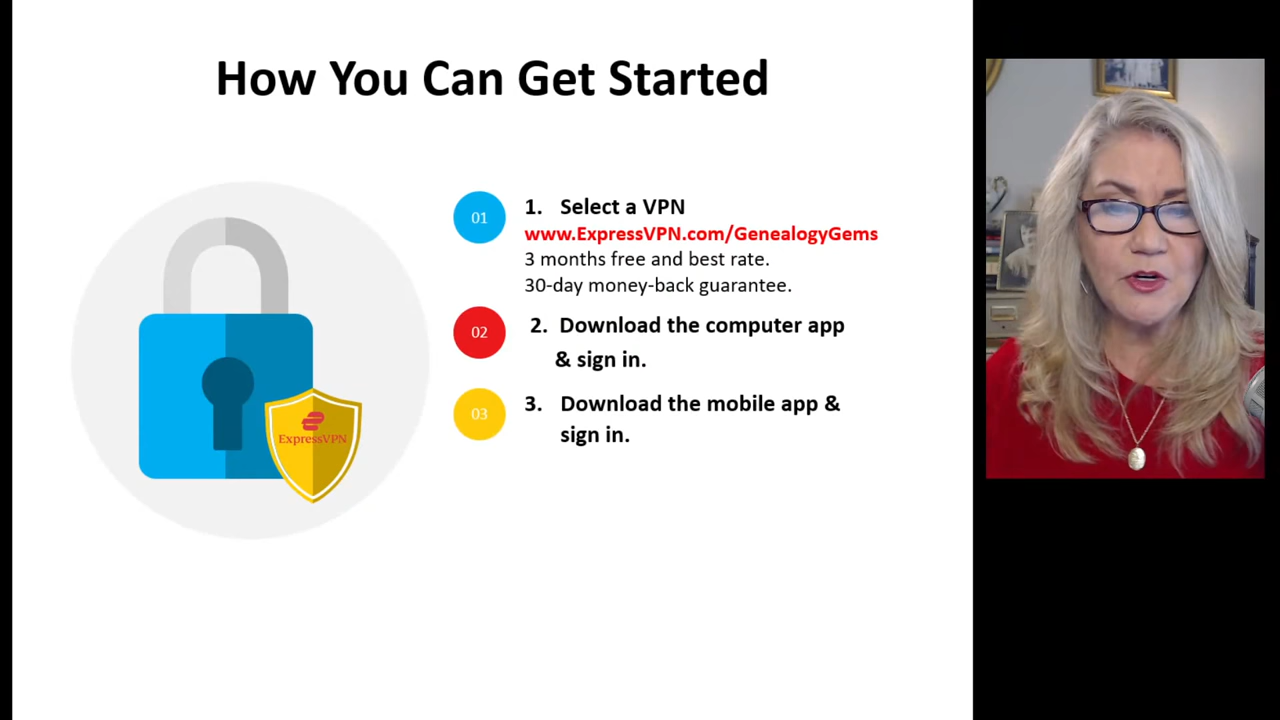 How You Can Get Started
01
1. Select a VPN
www.ExpressVPN.com/GenealogyGems
3 months free and best rate.
30-day money-back guarantee.
02
2. Download the computer app
& sign in.
03
3. Download the mobile app &
sign in.
ExpressVPN